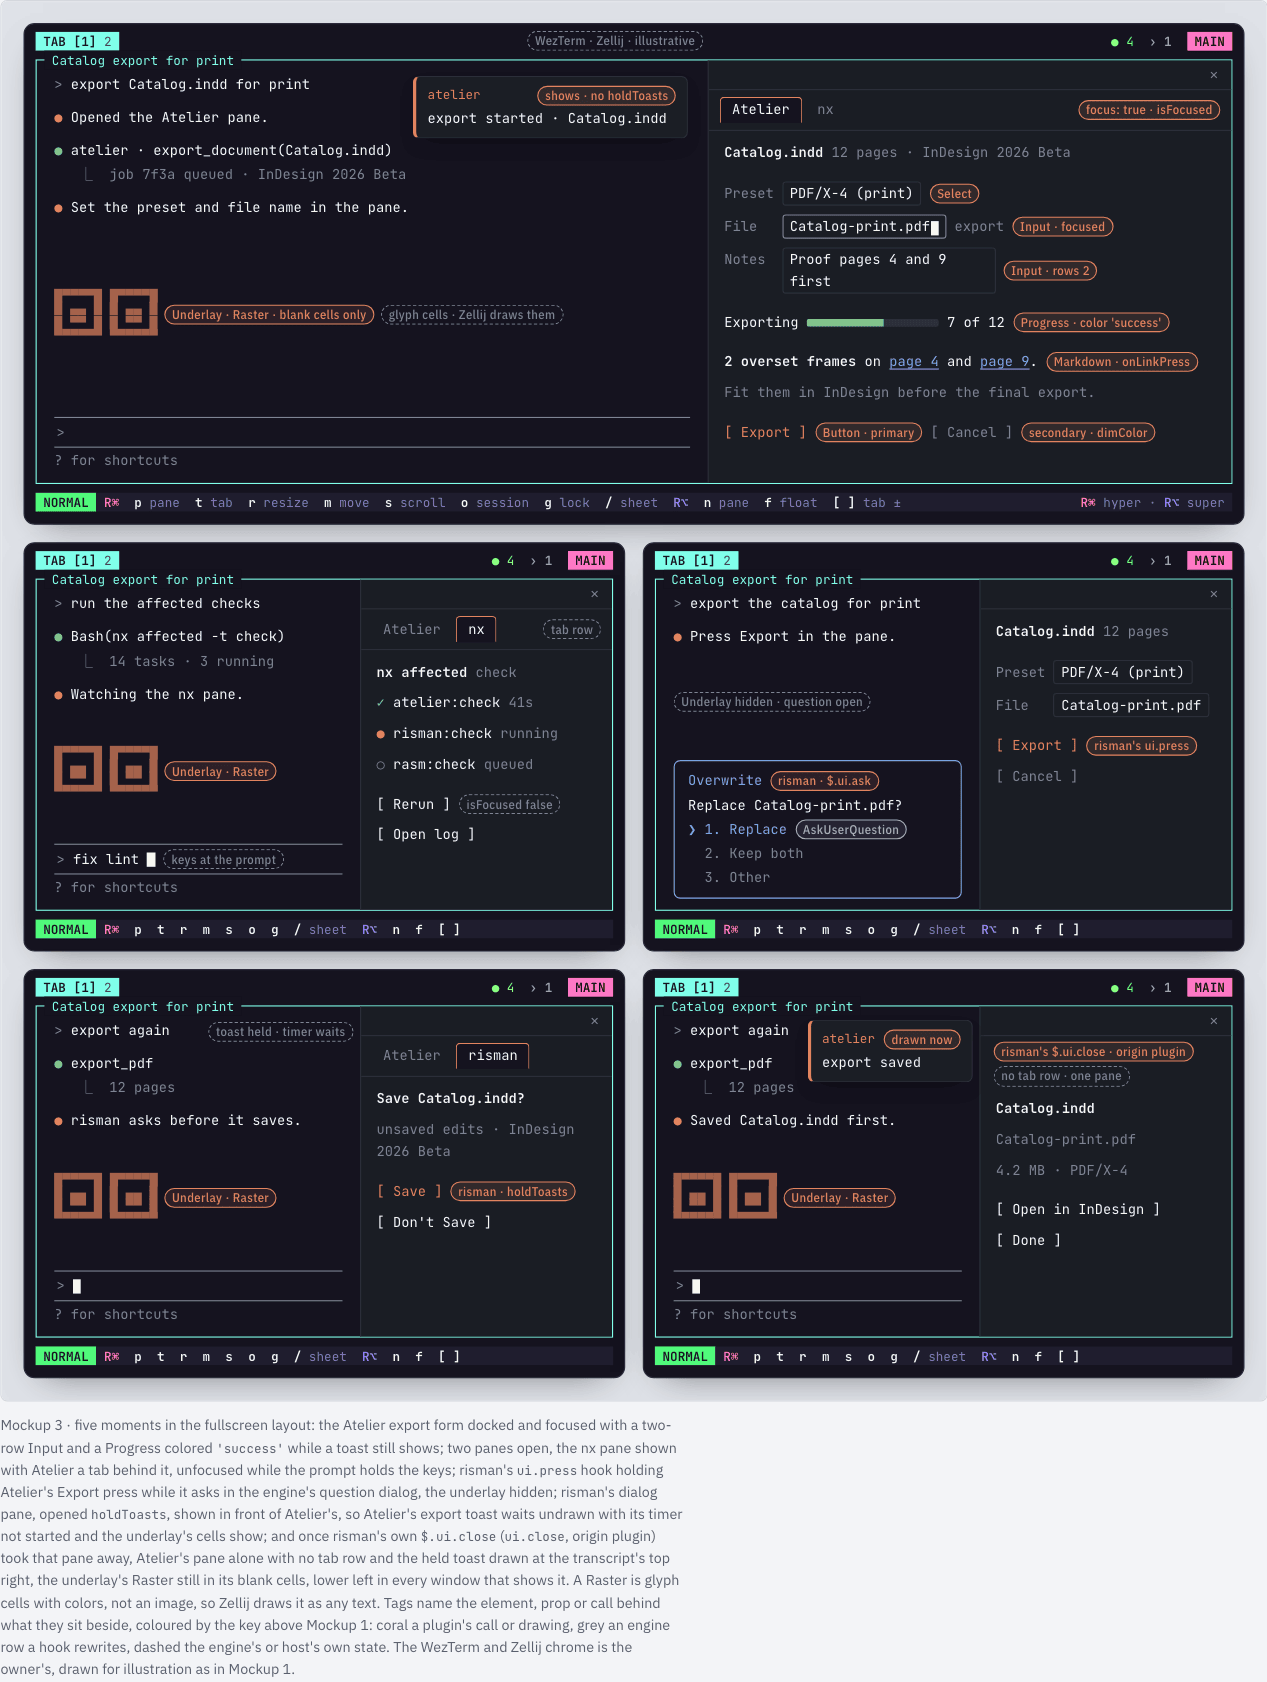 TAB [1] 2
WezTerm · Zellij · illustrative
● 4 › 1 MAIN
Catalog export for print
> export Catalog.indd for print
● Opened the Atelier pane.
● atelier · export_document(Catalog.indd)
⎿ job 7f3a queued · InDesign 2026 Beta
● Set the preset and file name in the pane.
atelier shows · no holdToasts
export started · Catalog.indd
Underlay · Raster · blank cells only glyph cells · Zellij draws them
>
? for shortcuts
×
Atelier nx focus: true · isFocused
Catalog.indd 12 pages · InDesign 2026 Beta
Preset PDF/X-4 (print) Select
File Catalog-print.pdf export Input · focused
Notes Proof pages 4 and 9
first
Input · rows 2
Exporting 7 of 12 Progress · color 'success'
2 overset frames on page 4 and page 9. Markdown · onLinkPress
Fit them in InDesign before the final export.
[ Export ] Button · primary [ Cancel ] secondary · dimColor
NORMAL R⌘ p pane t tab r resize m move s scroll o session g lock / sheet R⌥ n pane f float [ ] tab ± R⌘ hyper · R⌥ super
TAB [1] 2 ● 4 › 1 MAIN
Catalog export for print
> run the affected checks
● Bash(nx affected -t check)
⎿ 14 tasks · 3 running
● Watching the nx pane.
Underlay · Raster
> fix lint keys at the prompt
? for shortcuts
×
Atelier nx tab row
nx affected check
✓ atelier:check 41s
● risman:check running
○ rasm:check queued
[ Rerun ] isFocused false
[ Open log ]
NORMAL R⌘ p t r m s o g / sheet R⌥ n f [ ]
TAB [1] 2 ● 4 › 1 MAIN
Catalog export for print
> export the catalog for print
● Press Export in the pane.
Underlay hidden · question open
Overwrite risman · $.ui.ask
Replace Catalog-print.pdf?
❯ 1. Replace AskUserQuestion
2. Keep both
3. Other
×
Catalog.indd 12 pages
Preset PDF/X-4 (print)
File Catalog-print.pdf
[ Export ] risman's ui.press
[ Cancel ]
NORMAL R⌘ p t r m s o g / sheet R⌥ n f [ ]
TAB [1] 2 ● 4 › 1 MAIN
Catalog export for print
> export again toast held · timer waits
● export_pdf
⎿ 12 pages
● risman asks before it saves.
Underlay · Raster
>
? for shortcuts
×
Atelier risman
Save Catalog.indd?
unsaved edits · InDesign
2026 Beta
[ Save ] risman · holdToasts
[ Don't Save ]
NORMAL R⌘ p t r m s o g / sheet R⌥ n f [ ]
TAB [1] 2 ● 4 › 1 MAIN
Catalog export for print
> export again
● export_pdf
⎿ 12 pages
● Saved Catalog.indd first.
atelier drawn now
export saved
Underlay · Raster
>
? for shortcuts
×
risman's $.ui.close · origin plugin
no tab row · one pane
Catalog.indd
Catalog-print.pdf
4.2 MB · PDF/X-4
[ Open in InDesign ]
[ Done ]
NORMAL R⌘ p t r m s o g / sheet R⌥ n f [ ]
Mockup 3 · five moments in the fullscreen layout: the Atelier export form docked and focused with a two-
row Input and a Progress colored 'success' while a toast still shows; two panes open, the nx pane shown
with Atelier a tab behind it, unfocused while the prompt holds the keys; risman's ui.press hook holding
Atelier's Export press while it asks in the engine's question dialog, the underlay hidden; risman's dialog
pane, opened holdToasts, shown in front of Atelier's, so Atelier's export toast waits undrawn with its timer
not started and the underlay's cells show; and once risman's own $.ui.close (ui.close, origin plugin)
took that pane away, Atelier's pane alone with no tab row and the held toast drawn at the transcript's top
right, the underlay's Raster still in its blank cells, lower left in every window that shows it. A Raster is glyph
cells with colors, not an image, so Zellij draws it as any text. Tags name the element, prop or call behind
what they sit beside, coloured by the key above Mockup 1: coral a plugin's call or drawing, grey an engine
row a hook rewrites, dashed the engine's or host's own state. The WezTerm and Zellij chrome is the
owner's, drawn for illustration as in Mockup 1.